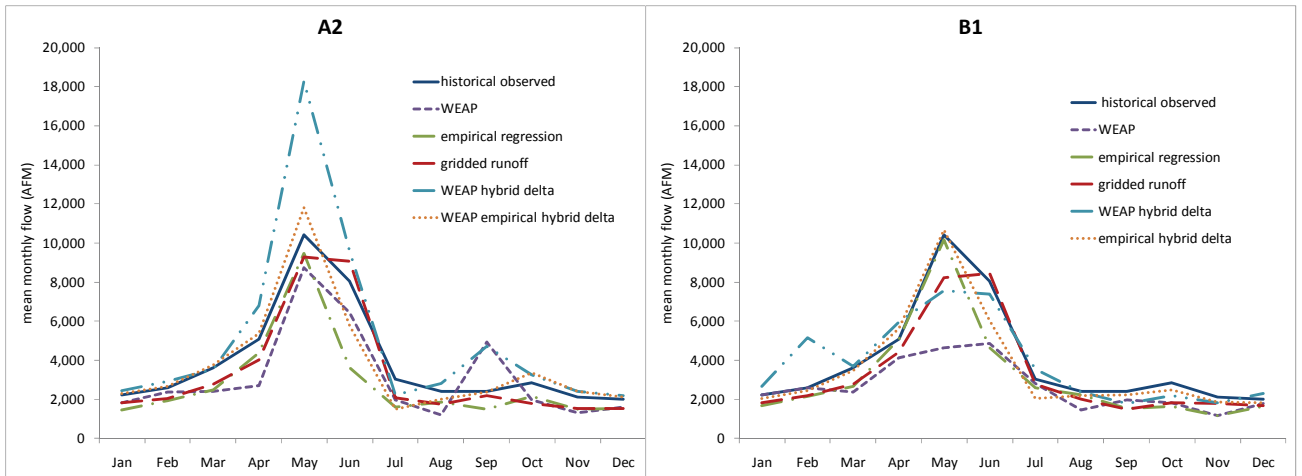 A2
20,000
18,000
16,000
14,000
12,000
10,000
8,000
6,000
4,000
2,000
0
mean monthly flow (AFM)
historical observed
WEAP
empirical regression
gridded runoff
WEAP hybrid delta
WEAP empirical hybrid delta
Jan Feb Mar Apr May Jun Jul Aug Sep Oct Nov Dec
B1
20,000
18,000
16,000
14,000
12,000
10,000
8,000
6,000
4,000
2,000
0
mean monthly flow (AFM)
historical observed
WEAP
empirical regression
gridded runoff
WEAP hybrid delta
empirical hybrid delta
Jan Feb Mar Apr May Jun Jul Aug Sep Oct Nov Dec